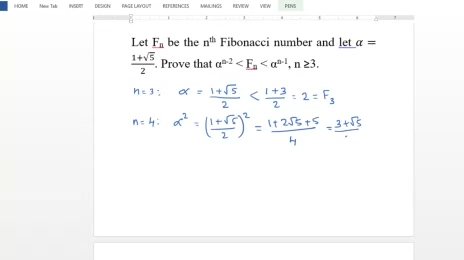 HOME New Tab INSERT DESIGN PAGE LAYOUT REFERENCES MAILINGS REVIEW VIEW PENS
Let Fₙ be the nᵗʰ Fibonacci number and let α =
(1+√5)/2. Prove that αⁿ⁻² < Fₙ < αⁿ⁻¹, n ≥3.
n=3: α = (1+√5)/2 < (1+3)/2 = 2 = F₃
n=4: α² = ((1+√5)/2)² = (1+2√5+5)/4 = 3+√5